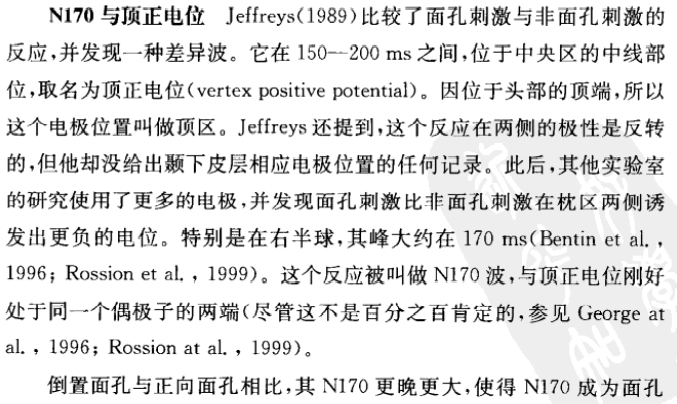 N170 与顶正电位 Jeffreys(1989)比较了面孔刺激与非面孔刺激的
反应,并发现一种差异波。它在 150—200 ms 之间,位于中央区的中线部
位,取名为顶正电位(vertex positive potential)。因位于头部的顶端,所以
这个电极位置叫做顶区。Jeffreys 还提到,这个反应在两侧的极性是反转
的,但他却没给出颞下皮层相应电极位置的任何记录。此后,其他实验室
的研究使用了更多的电极,并发现面孔刺激比非面孔刺激在枕区两侧诱
发出更负的电位。特别是在右半球,其峰大约在 170 ms(Bentin et al.,
1996; Rossion et al., 1999)。这个反应被叫做 N170 波,与顶正电位刚好
处于同一个偶极子的两端(尽管这不是百分之百肯定的,参见 George at
al., 1996; Rossion at al., 1999)。
倒置面孔与正向面孔相比,其 N170 更晚更大,使得 N170 成为面孔